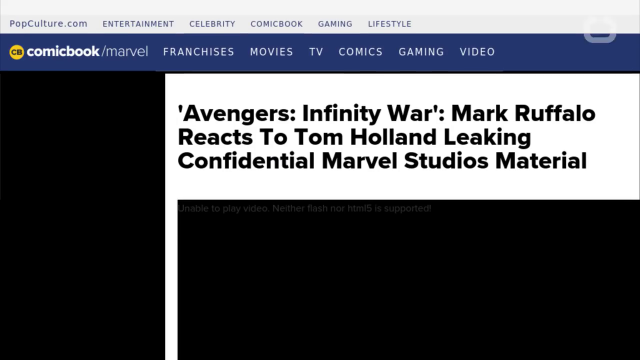 PopCulture.com ENTERTAINMENT CELEBRITY COMICBOOK GAMING LIFESTYLE
CB comicbook/marvel FRANCHISES MOVIES TV COMICS GAMING VIDEO
'Avengers: Infinity War': Mark Ruffalo
Reacts To Tom Holland Leaking
Confidential Marvel Studios Material
Unable to play video. Neither flash nor html5 is supported!